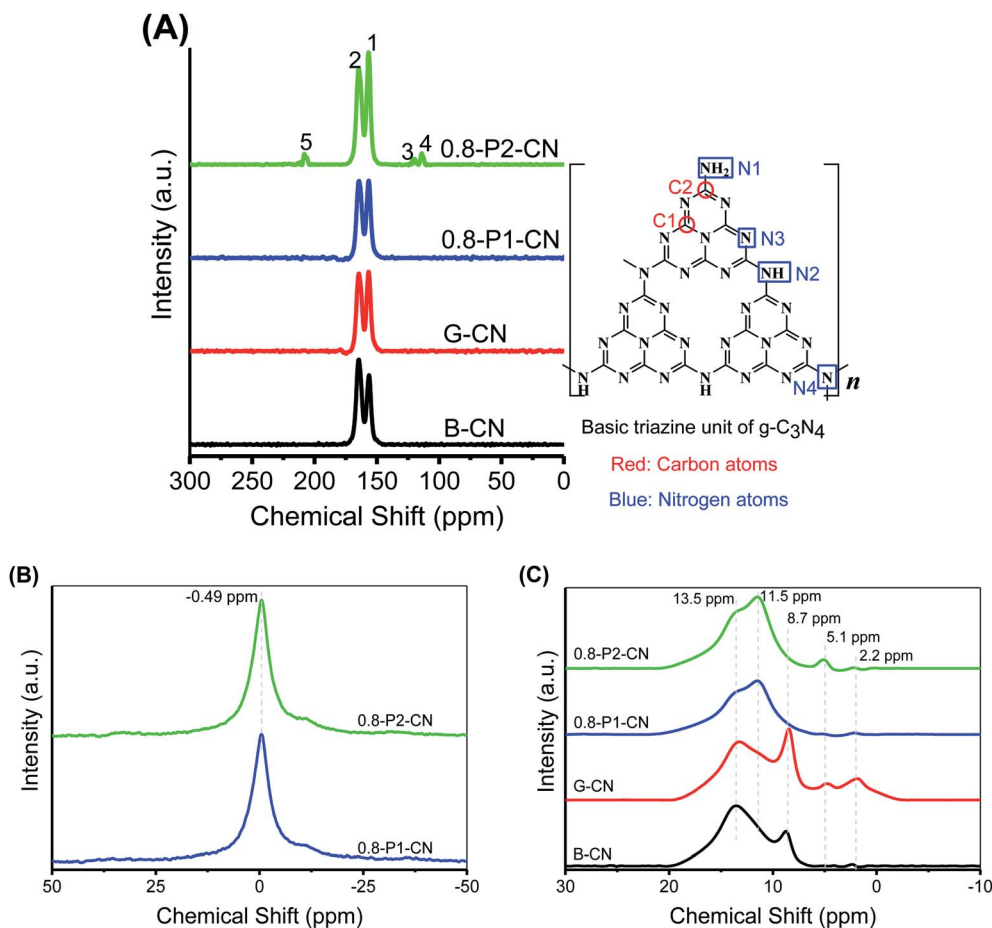 (A)
Intensity (a.u.)
1
2
5
3 4
0.8-P2-CN
0.8-P1-CN
G-CN
B-CN
300 250 200 150 100 50 0
Chemical Shift (ppm)
NH₂ N1
C2
N N
C1
N N N N3
N N N
N NH N2
N N N N
N N N N N N
N N N N N N
N N N N4
H H
n
Basic triazine unit of g-C₃N₄
Red: Carbon atoms
Blue: Nitrogen atoms
(B)
Intensity (a.u.)
-0.49 ppm
0.8-P2-CN
0.8-P1-CN
50 25 0 -25 -50
Chemical Shift (ppm)
(C)
Intensity (a.u.)
13.5 ppm
11.5 ppm
8.7 ppm
5.1 ppm
2.2 ppm
0.8-P2-CN
0.8-P1-CN
G-CN
B-CN
30 20 10 0 -10
Chemical Shift (ppm)